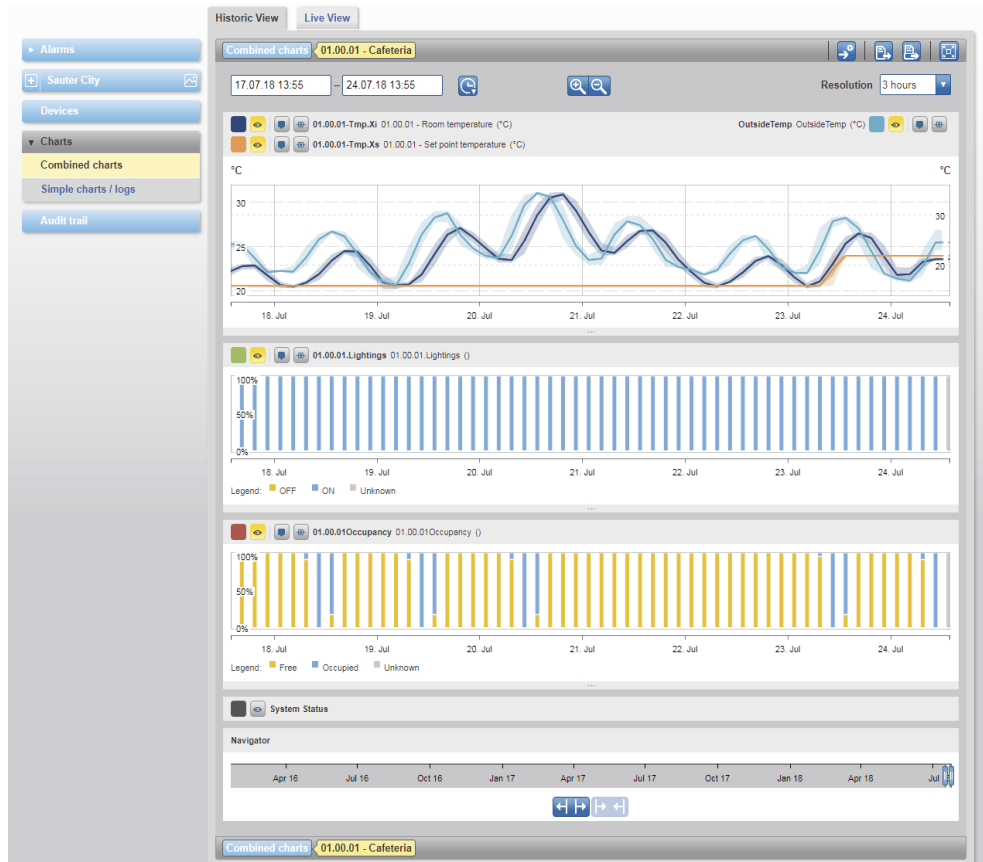 Historic View Live View
Alarms
Sauter City
Devices
Charts
Combined charts
Simple charts / logs
Audit trail
Combined charts 01.00.01 - Cafeteria
17.07.18 13:55 – 24.07.18 13:55 Resolution 3 hours
01.00.01-Tmp.Xi 01.00.01 - Room temperature (°C) OutsideTemp OutsideTemp (°C)
01.00.01-Tmp.Xs 01.00.01 - Set point temperature (°C)
°C °C
30 30
25
20 20
18. Jul 19. Jul 20. Jul 21. Jul 22. Jul 23. Jul 24. Jul
...
01.00.01.Lightings 01.00.01.Lightings ()
100%
50%
0%
18. Jul 19. Jul 20. Jul 21. Jul 22. Jul 23. Jul 24. Jul
Legend: OFF ON Unknown
...
01.00.01Occupancy 01.00.01Occupancy ()
100%
50%
0%
18. Jul 19. Jul 20. Jul 21. Jul 22. Jul 23. Jul 24. Jul
Legend: Free Occupied Unknown
...
System Status
Navigator
Apr 16 Jul 16 Oct 16 Jan 17 Apr 17 Jul 17 Oct 17 Jan 18 Apr 18 Jul
Combined charts 01.00.01 - Cafeteria